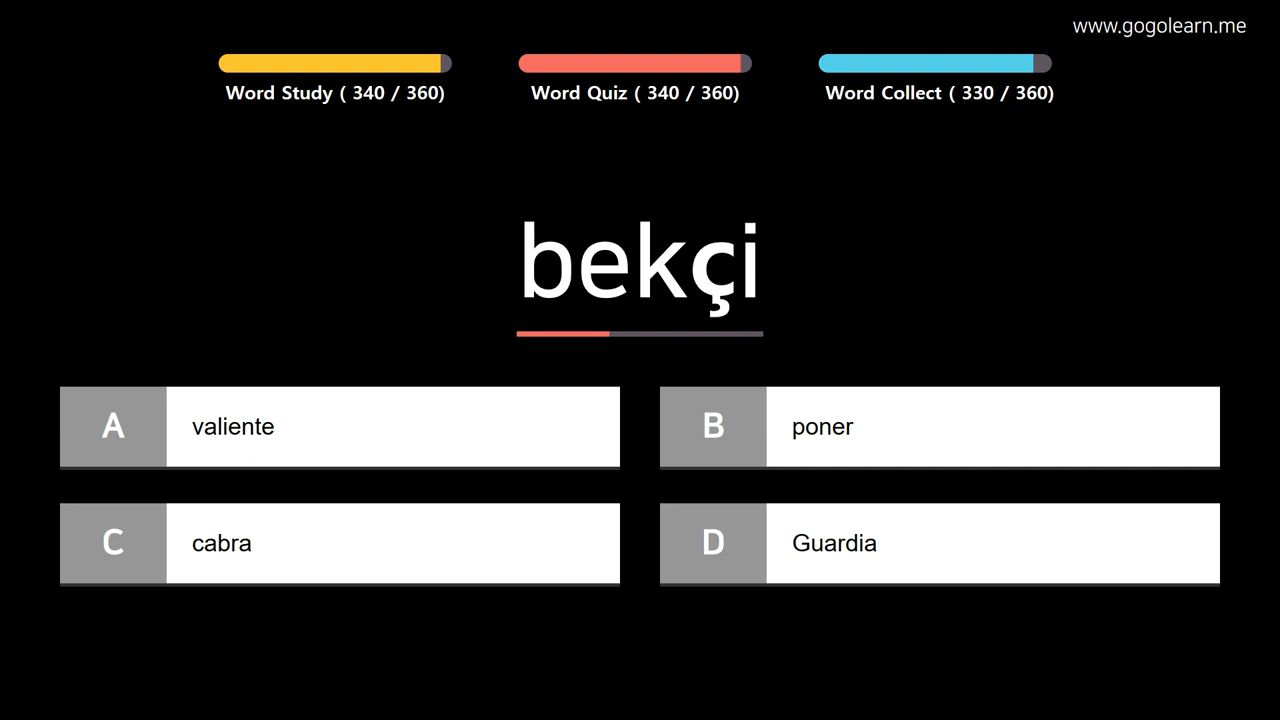 www.gogolearn.me
Word Study ( 340 / 360)
Word Quiz ( 340 / 360)
Word Collect ( 330 / 360)
bekçi
A valiente
B poner
C cabra
D Guardia